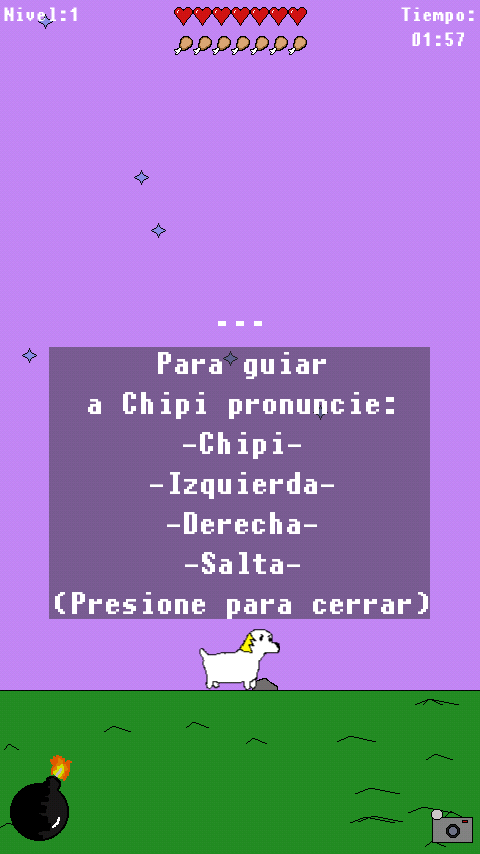 Nivel:1
Tiempo:
01:57
---
Para guiar
a Chipi pronuncie:
-Chipi-
-Izquierda-
-Derecha-
-Salta-
(Presione para cerrar)